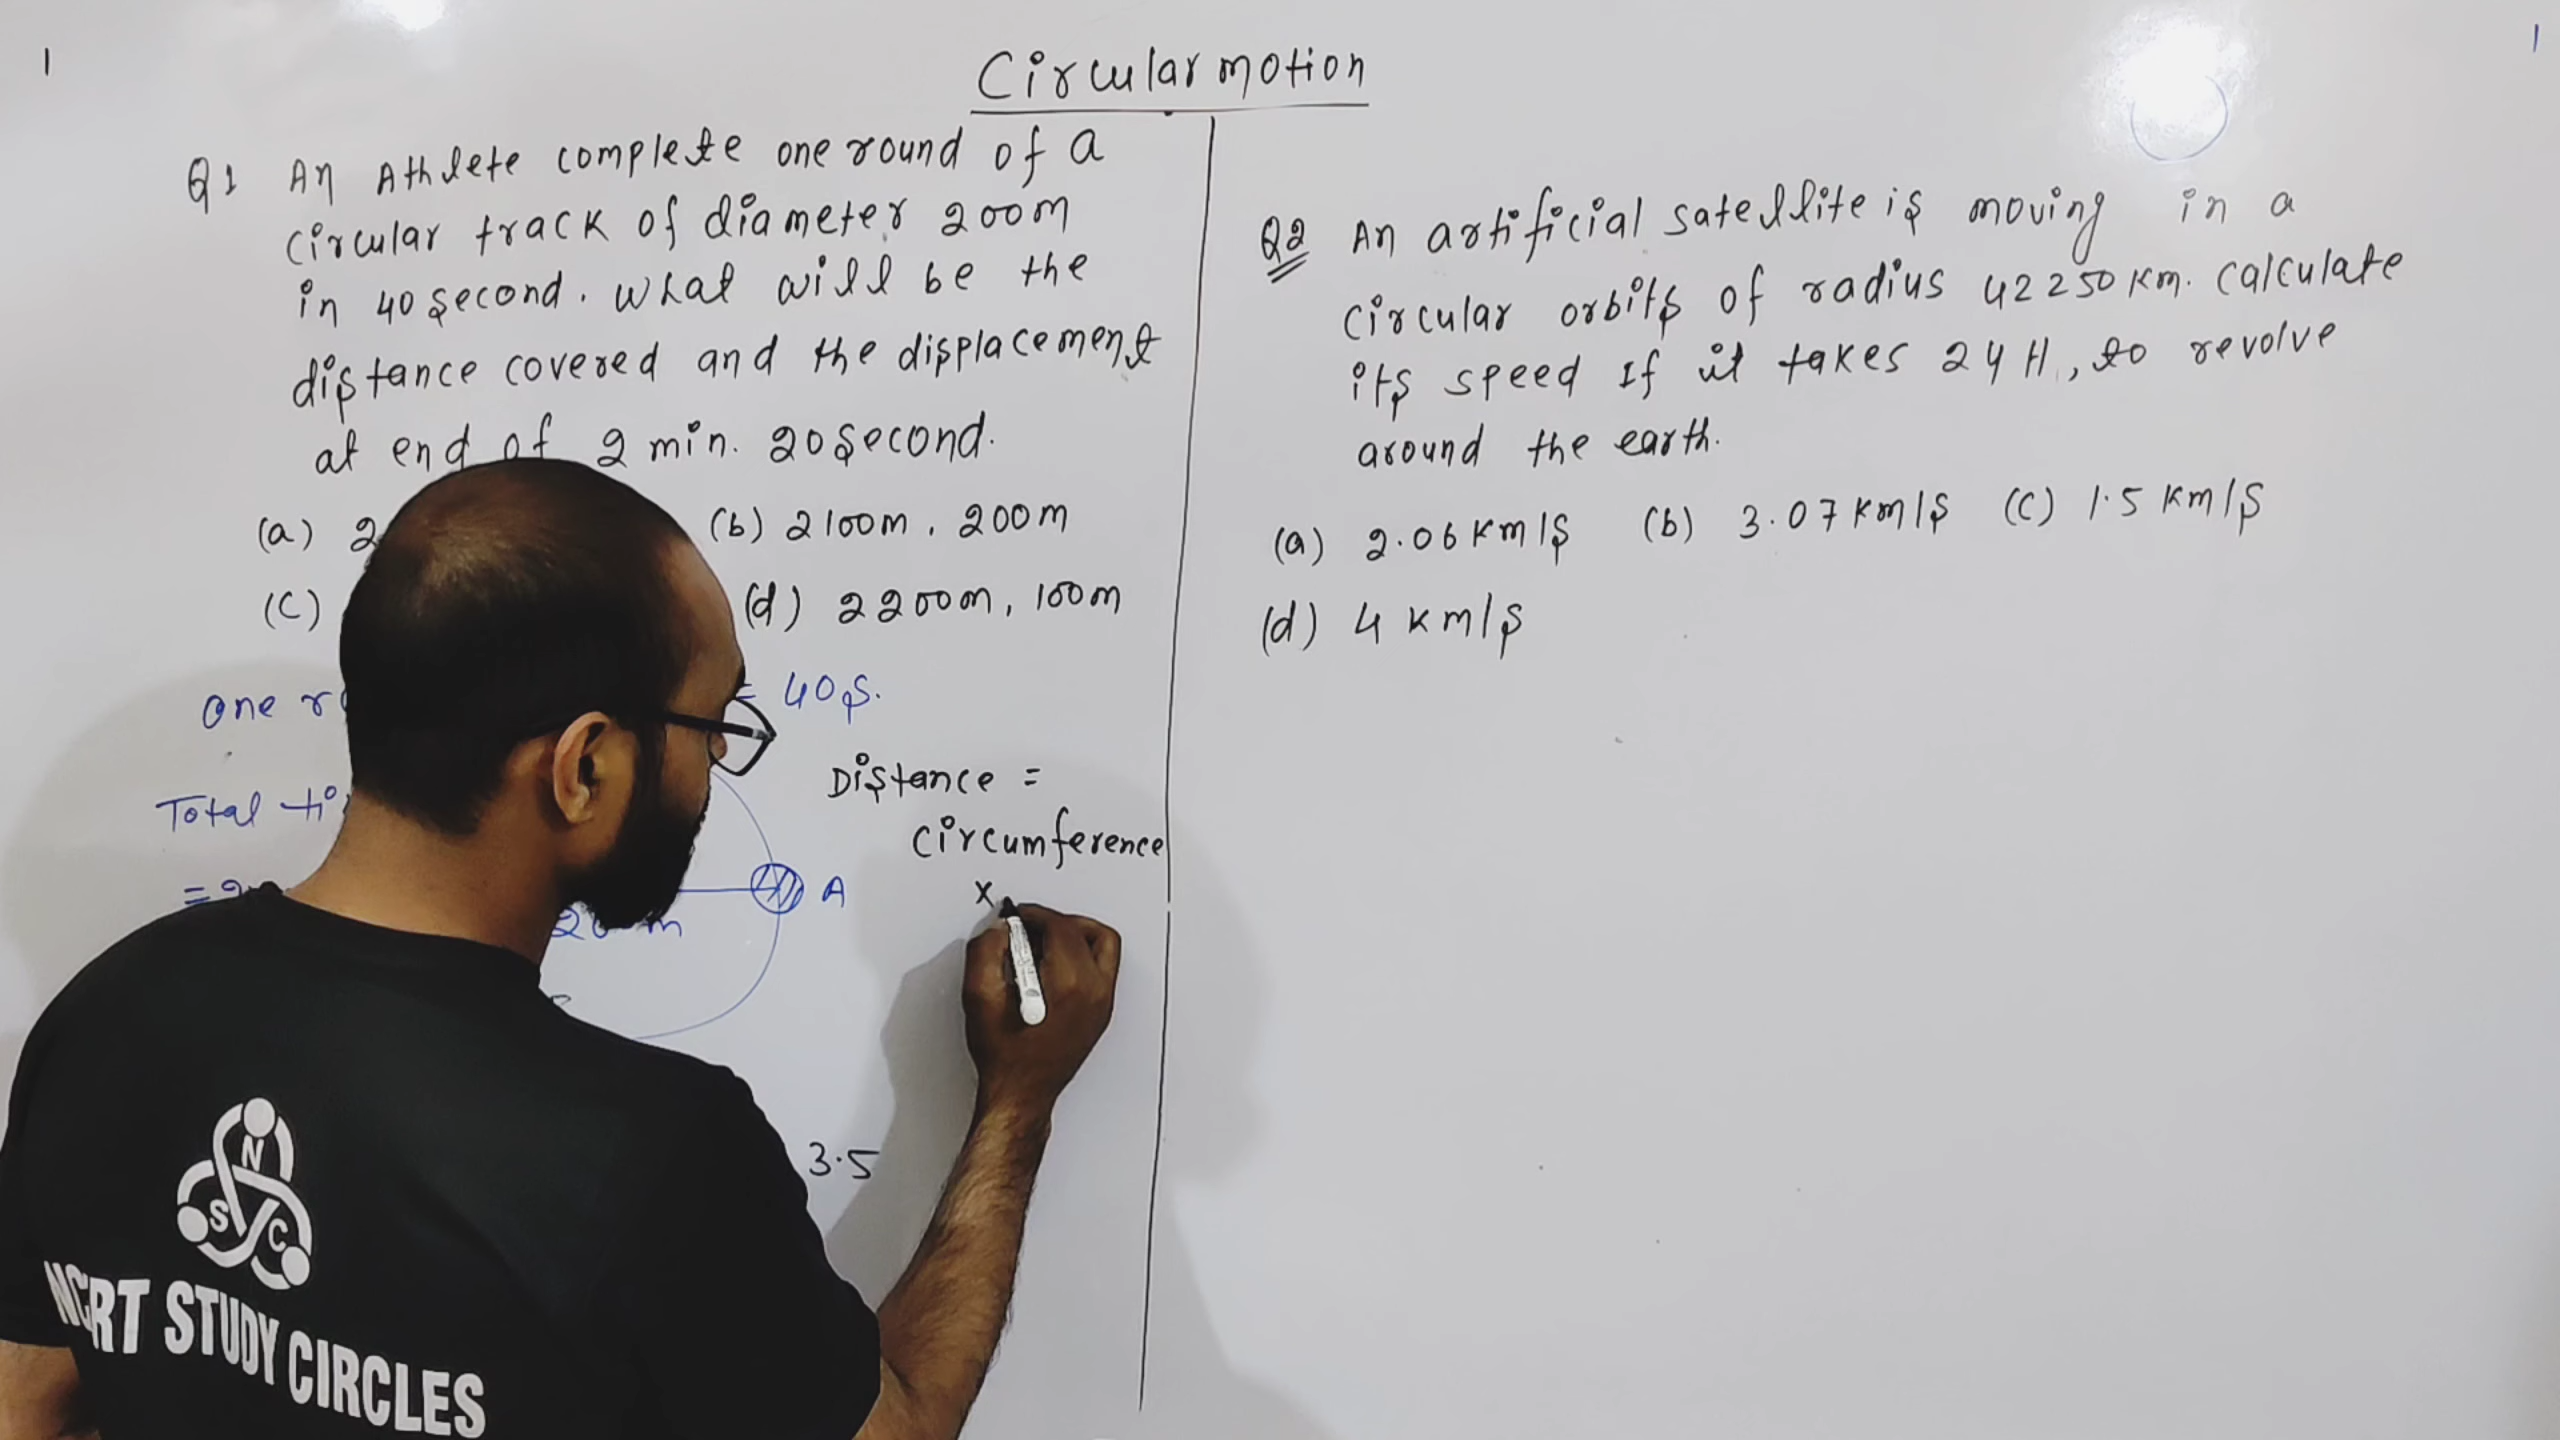 Circular motion
Q1 An Athlete complete one round of a
circular track of diameter 200m
in 40 second. What will be the
distance covered and the displacement
at end of 2 min. 20 second.
(a) 2 (b) 2100m, 200m
(C) (d) 2200m, 100m
One = 40s.
Total
Distance =
Circumference
x
A
3.5
Q2 An artificial satellite is moving in a
circular orbits of radius 42250 km. Calculate
its speed If it takes 24 H, to revolve
around the earth.
(a) 2.06 km/s (b) 3.07 km/s (C) 1.5 km/s
(d) 4 km/s
N
S C
NCRT STUDY CIRCLES